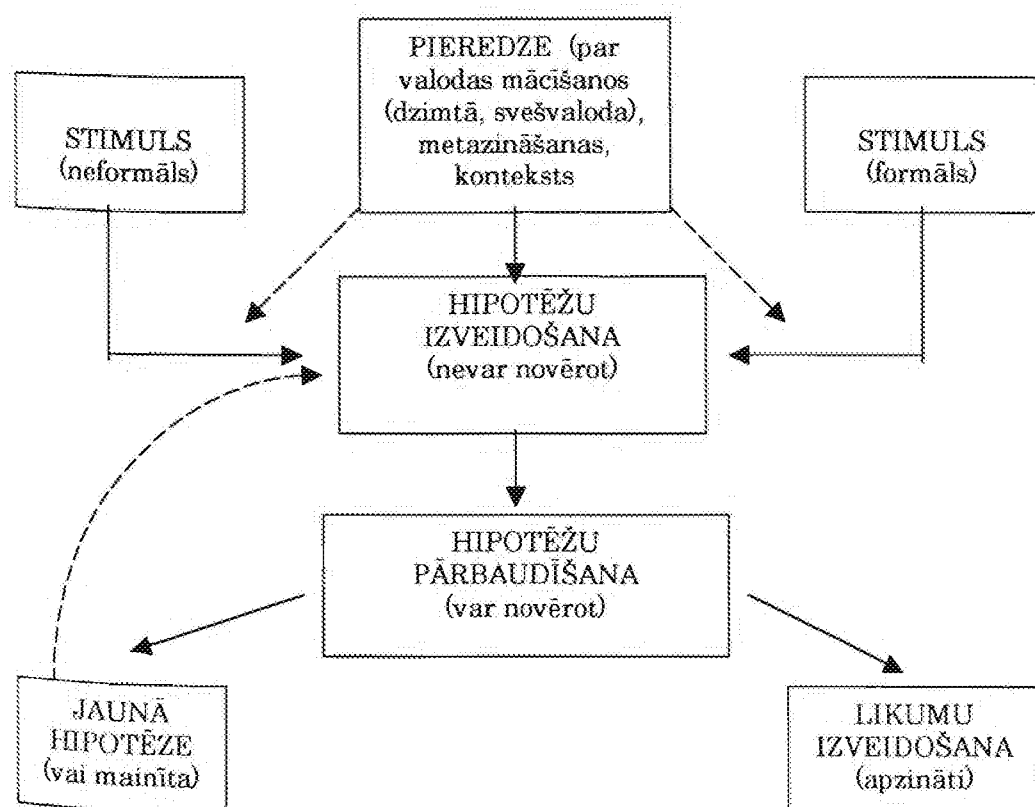 PIEREDZE (par
valodas mācīšanos
(dzimtā, svešvaloda),
metazināšanas,
konteksts
STIMULS
(neformāls)
STIMULS
(formāls)
HIPOTĒŽU
IZVEIDOŠANA
(nevar novērot)
HIPOTĒŽU
PĀRBAUDĪŠANA
(var novērot)
JAUNĀ
HIPOTĒZE
(vai mainīta)
LIKUMU
IZVEIDOŠANA
(apzināti)